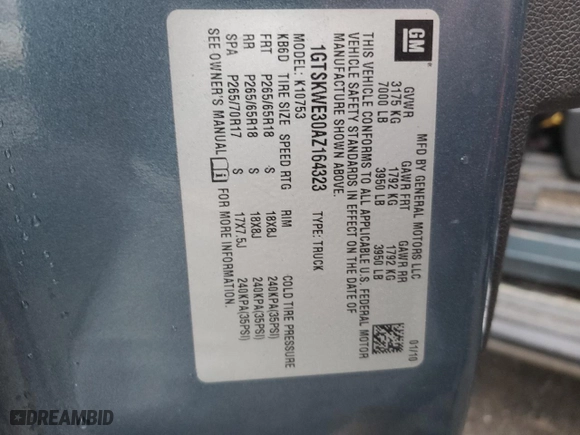 GM
MFD BY GENERAL MOTORS LLC 01/10
GVWR GAWR FRT GAWR RR
3175 KG 1792 KG 1792 KG
7000 LB 3950 LB 3950 LB
THIS VEHICLE CONFORMS TO ALL APPLICABLE U.S. FEDERAL MOTOR
VEHICLE SAFETY STANDARDS IN EFFECT ON THE DATE OF
MANUFACTURE SHOWN ABOVE.
1GTSKWE30AZ164323 TYPE: TRUCK
MODEL: K10753
KB6D TIRE SIZE SPEED RTG RIM COLD TIRE PRESSURE
FRT P265/65R18 S 18X8J 240KPA(35PSI)
RR P265/65R18 S 18X8J 240KPA(35PSI)
SPA P265/70R17 S 17X7.5J 240KPA(35PSI)
SEE OWNER'S MANUAL FOR MORE INFORMATION.
DREAMBID